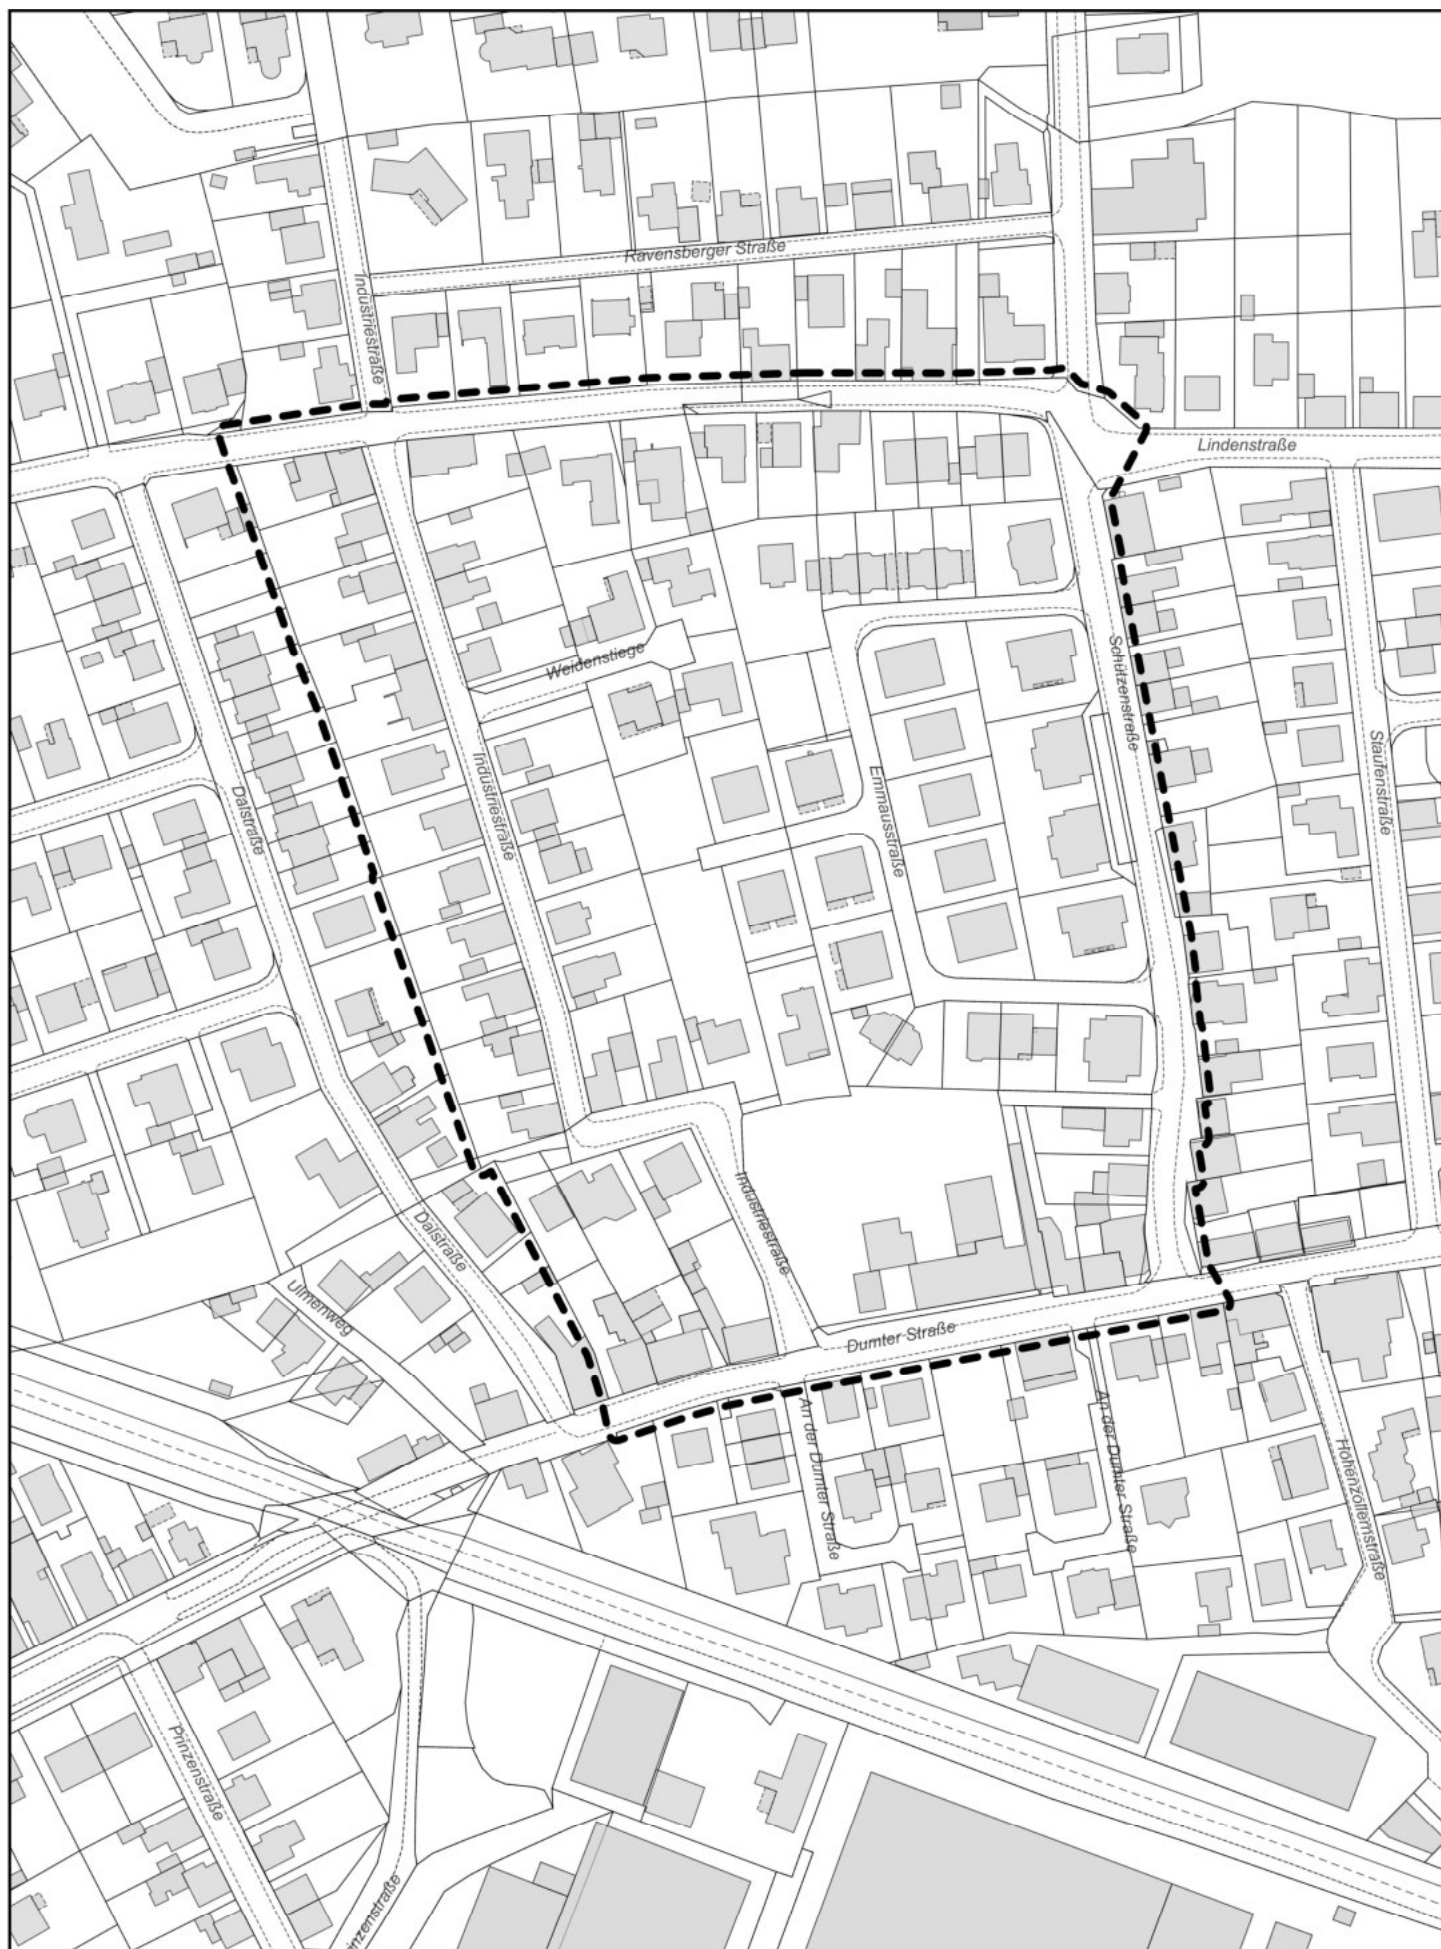 Ravensberger Straße
Industriestraße
Lindenstraße
Weidenstiege
Schützenstraße
Industriestraße
Staufenstraße
Emmausstraße
Dalstraße
Industriestraße
Dalstraße
Ulmenweg
Dumter Straße
An der Dumter Straße
An der Dumter Straße
Hohenzollernstraße
Prinzenstraße
inzenstraße